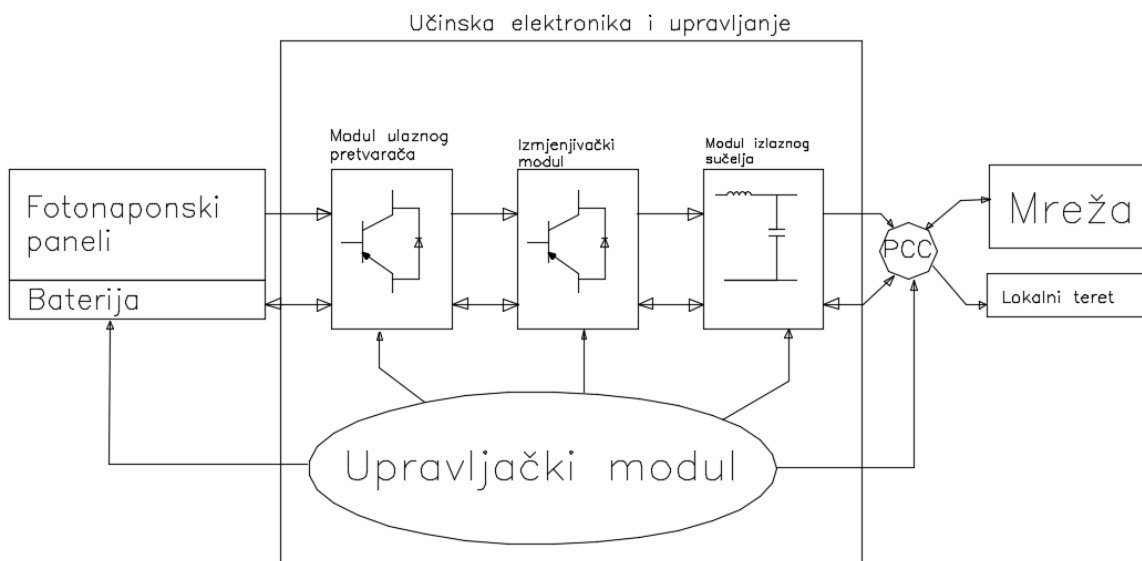 Učinska elektronika i upravljanje
Modul ulaznog
pretvarača
Izmjenjivački
modul
Modul izlaznog
sučelja
Fotonaponski
paneli
Baterija
PCC
Mreža
Lokalni teret
Upravljački modul